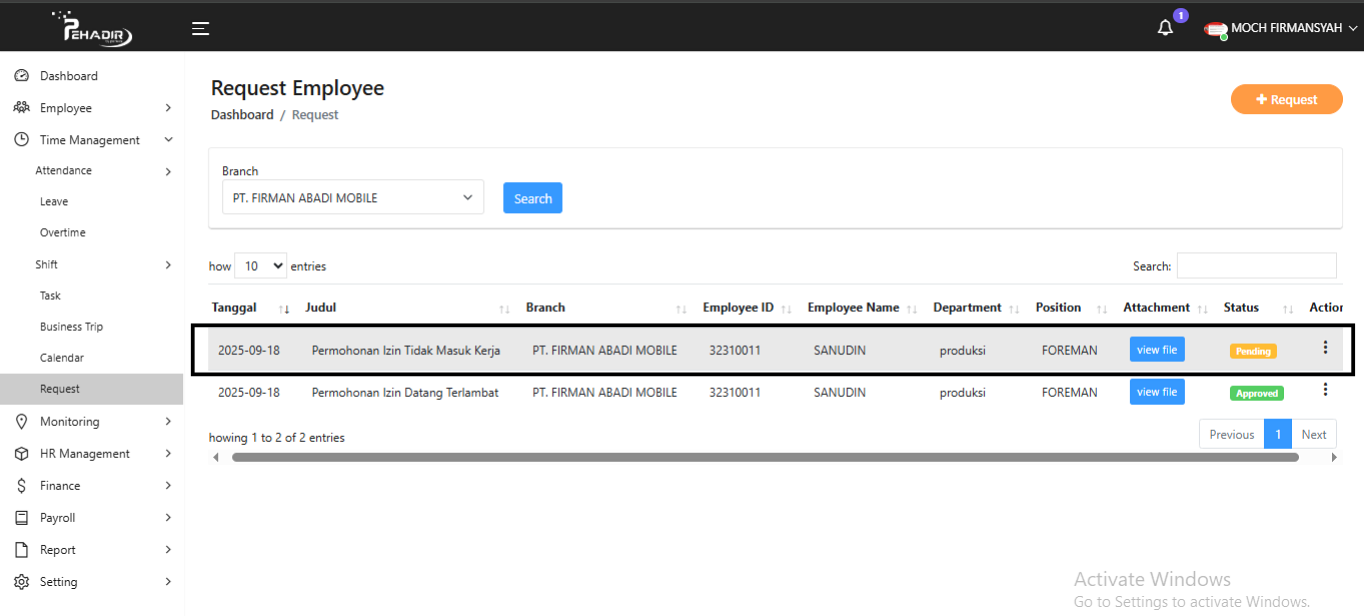 PEHADIR
1
MOCH FIRMANSYAH
Dashboard
Employee
Time Management
Attendance
Leave
Overtime
Shift
Task
Business Trip
Calendar
Request
Monitoring
HR Management
Finance
Payroll
Report
Setting
Request Employee
Dashboard / Request
+ Request
Branch
PT. FIRMAN ABADI MOBILE
Search
how 10 entries
Search:
Tanggal Judul Branch Employee ID Employee Name Department Position Attachment Status Action
2025-09-18 Permohonan Izin Tidak Masuk Kerja PT. FIRMAN ABADI MOBILE 32310011 SANUDIN produksi FOREMAN view file Pending
2025-09-18 Permohonan Izin Datang Terlambat PT. FIRMAN ABADI MOBILE 32310011 SANUDIN produksi FOREMAN view file Approved
howing 1 to 2 of 2 entries
Previous 1 Next
Activate Windows
Go to Settings to activate Windows.